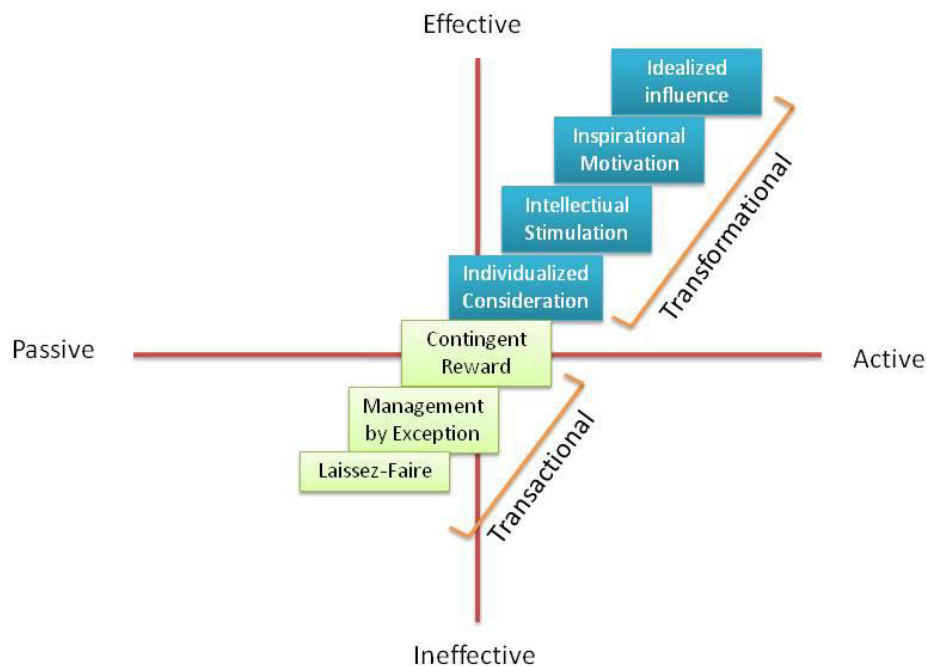 Effective
Idealized
influence
Inspirational
Motivation
Intellectiual
Stimulation
Individualized
Consideration
Transformational
Passive
Contingent
Reward
Active
Management
by Exception
Laissez-Faire
Transactional
Ineffective